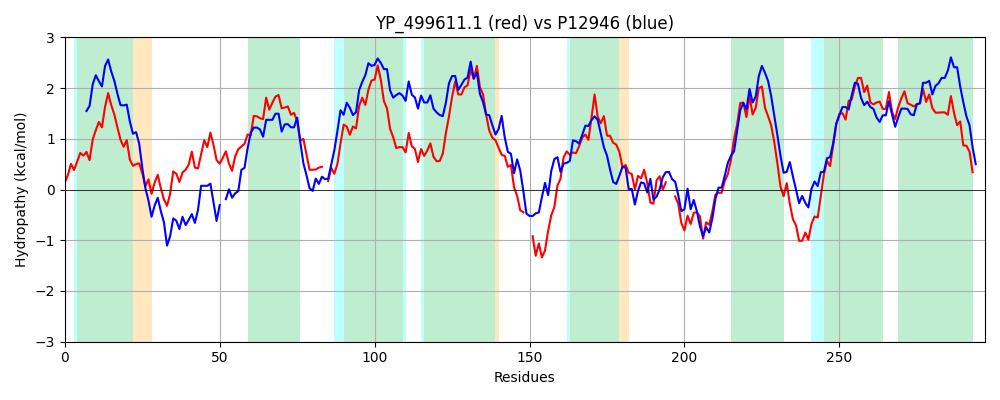 YP_499611.1 (red) vs P12946 (blue)
Hydropathy (kcal/mol)
3
2
1
0
−1
−2
−3
0 50 100 150 200 250
Residues